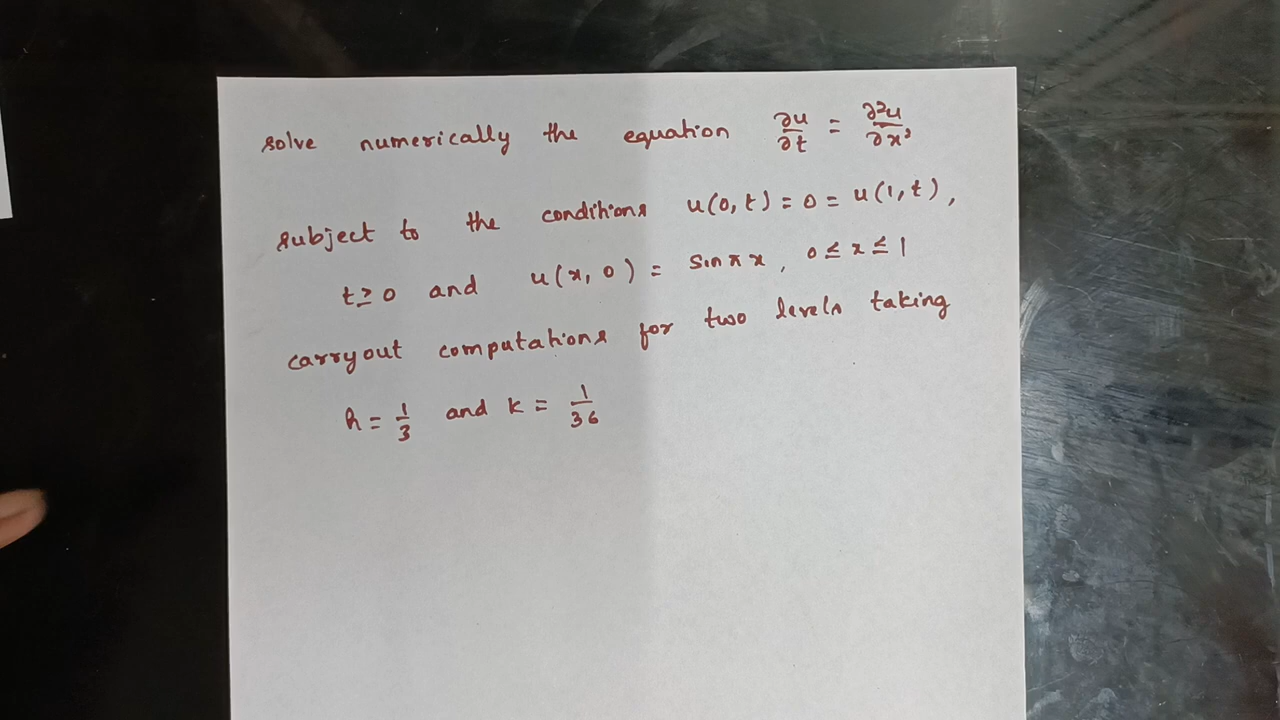 solve numerically the equation ∂u/∂t = ∂²u/∂x²,
subject to the conditions u(0,t) = 0 = u(1,t),
t ≥ 0 and u(x,0) = sin πx, 0 ≤ x ≤ 1
carryout computations for two levels taking
h = 1/3 and k = 1/36